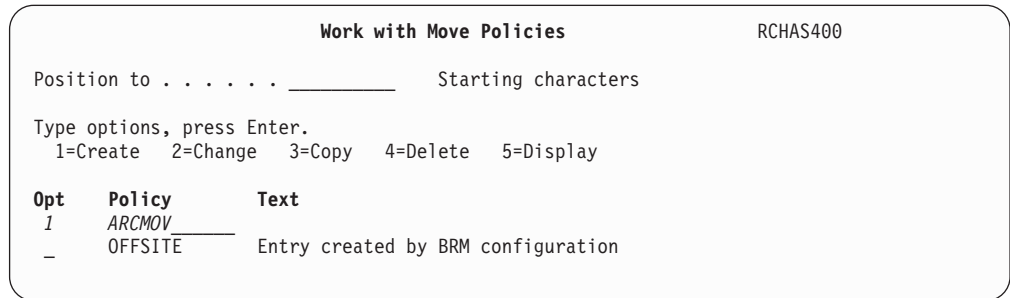 Work with Move Policies RCHAS400
Position to . . . . . . __________ Starting characters
Type options, press Enter.
1=Create 2=Change 3=Copy 4=Delete 5=Display
Opt Policy Text
1 ARCMOV______
_ OFFSITE Entry created by BRM configuration